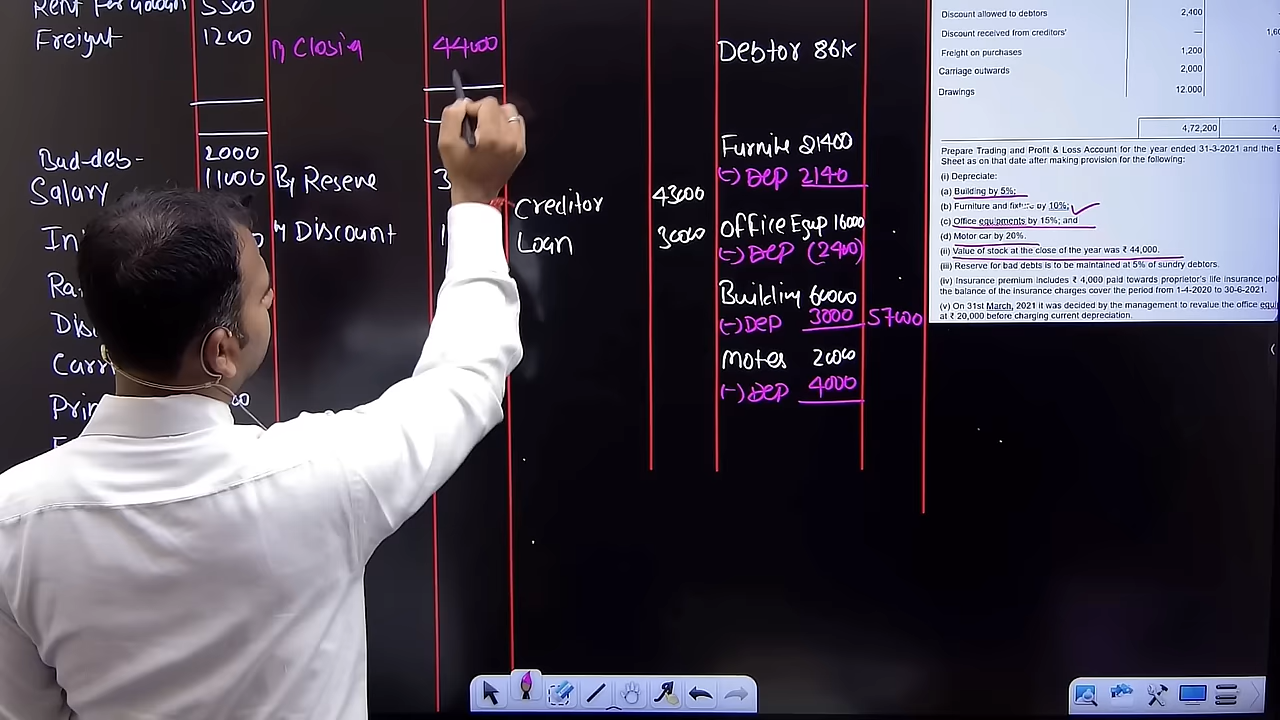 Rent For Godown 5500
Freight 1200
By Closing 44000
Bad-deb- 2000
Salary 11000
By Reserve
By Discount
Creditor 43000
Loan 30000
Debtor 86K
Furnite 21400
(-) Dep 2140
office Equp 16000
(-) Dep (2400)
Building 60000
(-) Dep 3000 57000
Motes 20000
(-) Dep 4000
Discount allowed to debtors 2,400
Discount received from creditors' —
Freight on purchases 1,200
Carriage outwards 2,000
Drawings 12,000
4,72,200
Prepare Trading and Profit & Loss Account for the year ended 31-3-2021 and the
Sheet as on that date after making provision for the following:
(i) Depreciate:
(a) Building by 5%;
(b) Furniture and fixture by 10%;
(c) Office equipments by 15%; and
(d) Motor car by 20%.
(ii) Value of stock at the close of the year was ₹ 44,000.
(iii) Reserve for bad debts is to be maintained at 5% of sundry debtors.
(iv) Insurance premium includes ₹ 4,000 paid towards proprietor's life insurance
the balance of the insurance charges cover the period from 1-4-2020 to 30-6-2021.
(v) On 31st March, 2021 it was decided by the management to revalue the office
at ₹ 20,000 before charging current depreciation.